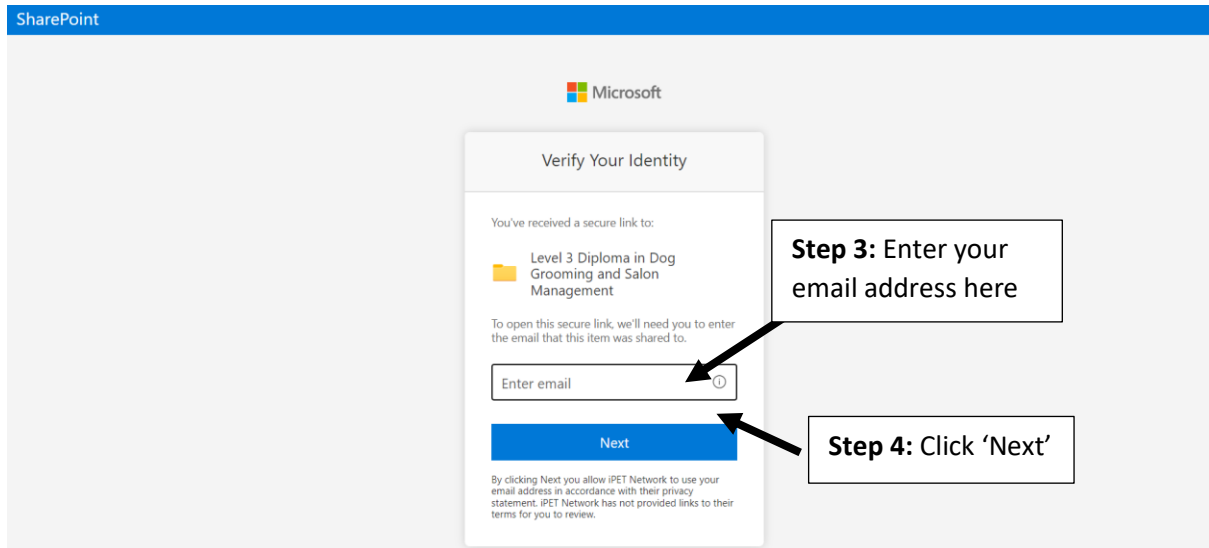 SharePoint
Microsoft
Verify Your Identity
You've received a secure link to:
Level 3 Diploma in Dog
Grooming and Salon
Management
To open this secure link, we'll need you to enter
the email that this item was shared to.
Enter email
Next
By clicking Next you allow iPET Network to use your
email address in accordance with their privacy
statement. iPET Network has not provided links to their
terms for you to review.
Step 3: Enter your
email address here
Step 4: Click ‘Next’